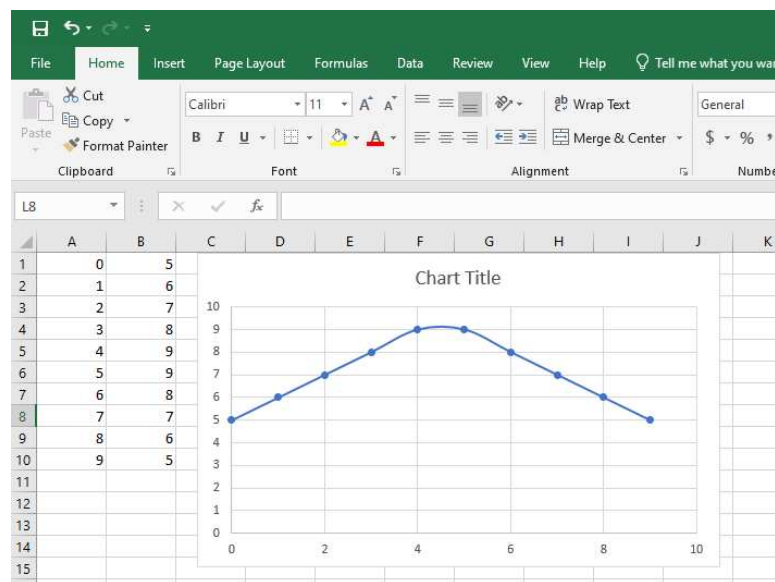 File Home Insert Page Layout Formulas Data Review View Help Tell me what you
Cut
Copy
Paste
Format Painter
Calibri 11 A A
B I U A
ab Wrap Text
Merge & Center
General
$ % ,
Clipboard Font Alignment
L8 fx
A B C D E F G H I J K
1 0 5
2 1 6
3 2 7
4 3 8
5 4 9
6 5 9
7 6 8
8 7 7
9 8 6
10 9 5
11
12
13
14
15
Chart Title
10
9
8
7
6
5
4
3
2
1
0
0 2 4 6 8 10